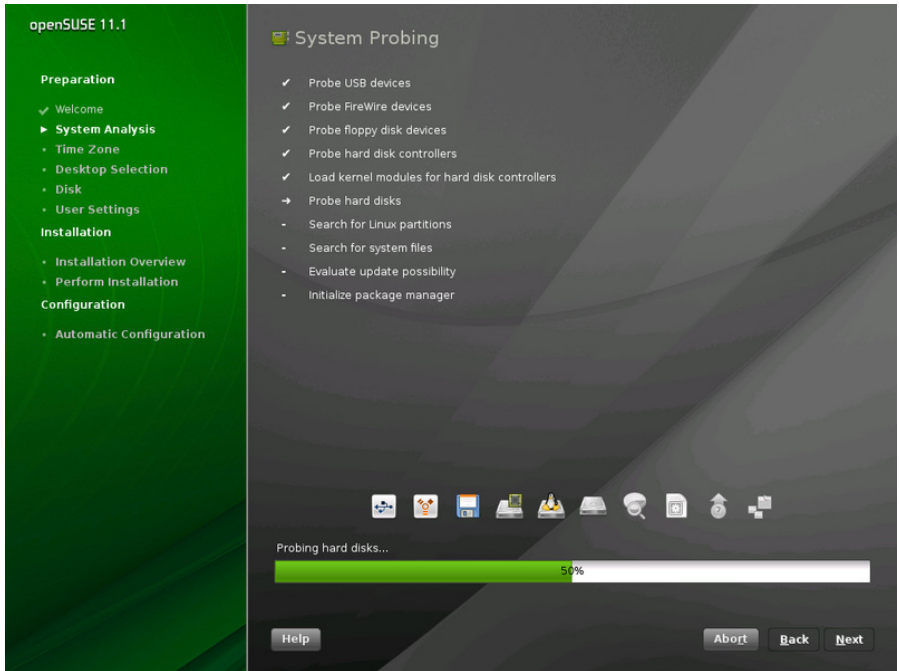 openSUSE 11.1
Preparation
Welcome
System Analysis
Time Zone
Desktop Selection
Disk
User Settings
Installation
Installation Overview
Perform Installation
Configuration
Automatic Configuration
System Probing
Probe USB devices
Probe FireWire devices
Probe floppy disk devices
Probe hard disk controllers
Load kernel modules for hard disk controllers
Probe hard disks
Search for Linux partitions
Search for system files
Evaluate update possibility
Initialize package manager
Probing hard disks...
50%
Help
Abort
Back
Next